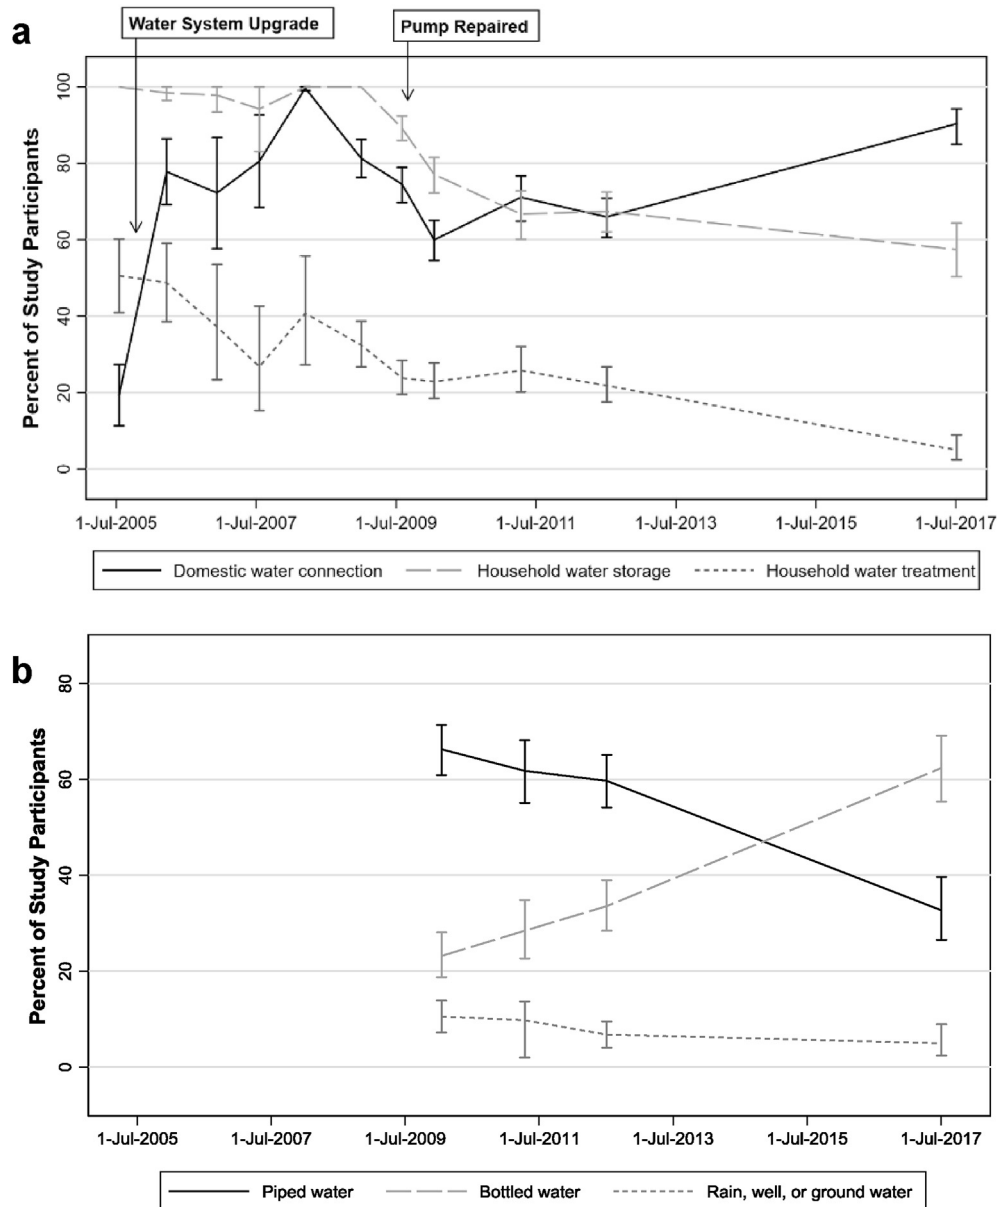 a
Water System Upgrade
Pump Repaired
Percent of Study Participants
100
80
60
40
20
0
1-Jul-2005 1-Jul-2007 1-Jul-2009 1-Jul-2011 1-Jul-2013 1-Jul-2015 1-Jul-2017
Domestic water connection Household water storage Household water treatment
b
Percent of Study Participants
80
60
40
20
0
1-Jul-2005 1-Jul-2007 1-Jul-2009 1-Jul-2011 1-Jul-2013 1-Jul-2015 1-Jul-2017
Piped water Bottled water Rain, well, or ground water